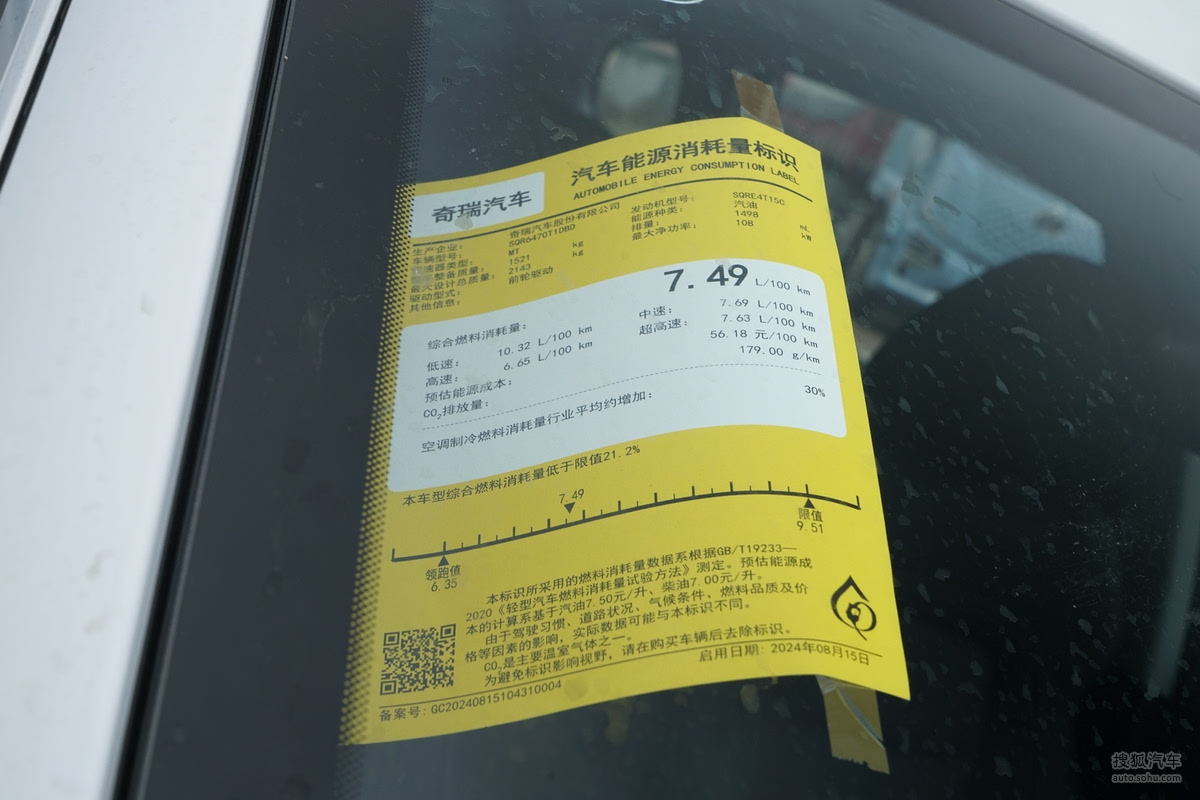 奇瑞汽车
汽车能源消耗量标识
AUTOMOBILE ENERGY CONSUMPTION LABEL
生产企业： 奇瑞汽车股份有限公司
车辆型号： SQR6470T1DBD
变速器类型： MT
整车整备质量： 1521 kg
最大设计总质量： 2143 kg
驱动型式： 前轮驱动
其他信息：
发动机型号： SQRE4T15C
能源种类： 汽油
排量： 1498 mL
最大净功率： 108 kW
综合燃料消耗量： 7.49 L/100 km
低速： 10.32 L/100 km 中速： 7.69 L/100 km
高速： 6.65 L/100 km 超高速： 7.63 L/100 km
预估能源成本： 56.18 元/100 km
CO₂排放量： 179.00 g/km
空调制冷燃料消耗量行业平均约增加： 30%
本车型综合燃料消耗量低于限值21.2%
7.49
领跑值
6.35
限值
9.51
本标识所采用的燃料消耗量数据系根据GB/T19233—
2020《轻型汽车燃料消耗量试验方法》测定。预估能源成
本的计算系基于汽油7.50元/升、柴油7.00元/升。
由于驾驶习惯、道路状况、气候条件、燃料品质及价
格等因素的影响，实际数据可能与本标识不同。
CO₂是主要温室气体之一。
为避免标识影响视野，请在购买车辆后去除标识。
备案号：GC20240815104310004
启用日期：2024年08月15日
搜狐汽车
auto.sohu.com